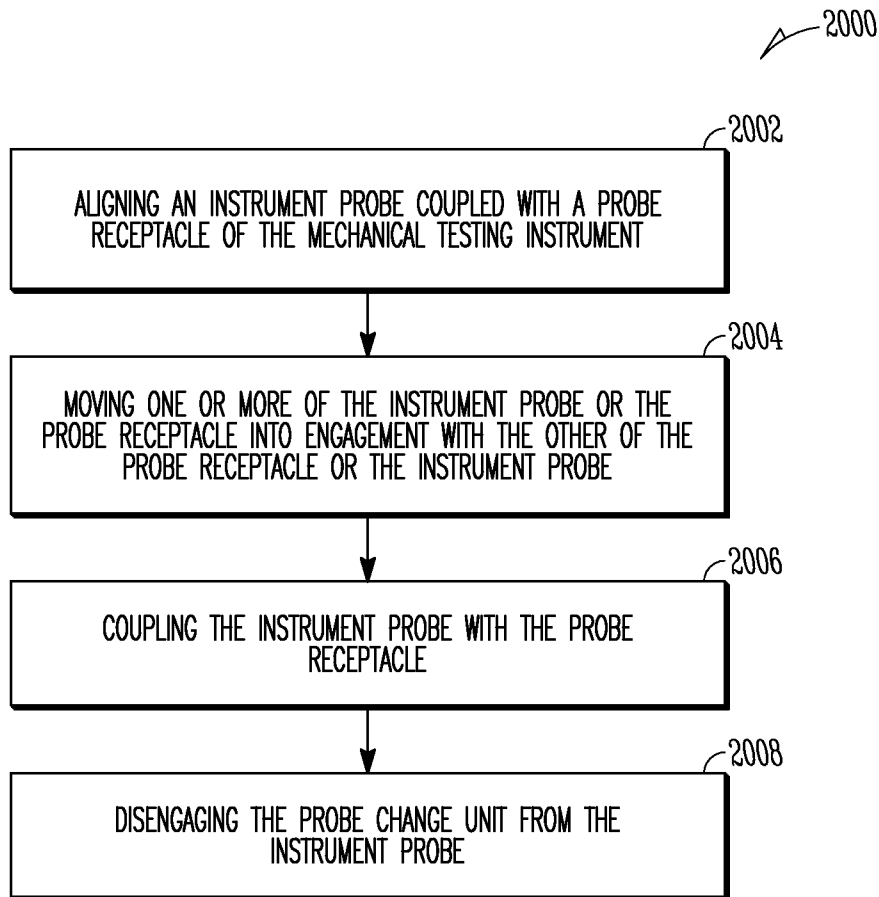 2000
2002
ALIGNING AN INSTRUMENT PROBE COUPLED WITH A PROBE
RECEPTACLE OF THE MECHANICAL TESTING INSTRUMENT
2004
MOVING ONE OR MORE OF THE INSTRUMENT PROBE OR THE
PROBE RECEPTACLE INTO ENGAGEMENT WITH THE OTHER OF THE
PROBE RECEPTACLE OR THE INSTRUMENT PROBE
2006
COUPLING THE INSTRUMENT PROBE WITH THE PROBE
RECEPTACLE
2008
DISENGAGING THE PROBE CHANGE UNIT FROM THE
INSTRUMENT PROBE